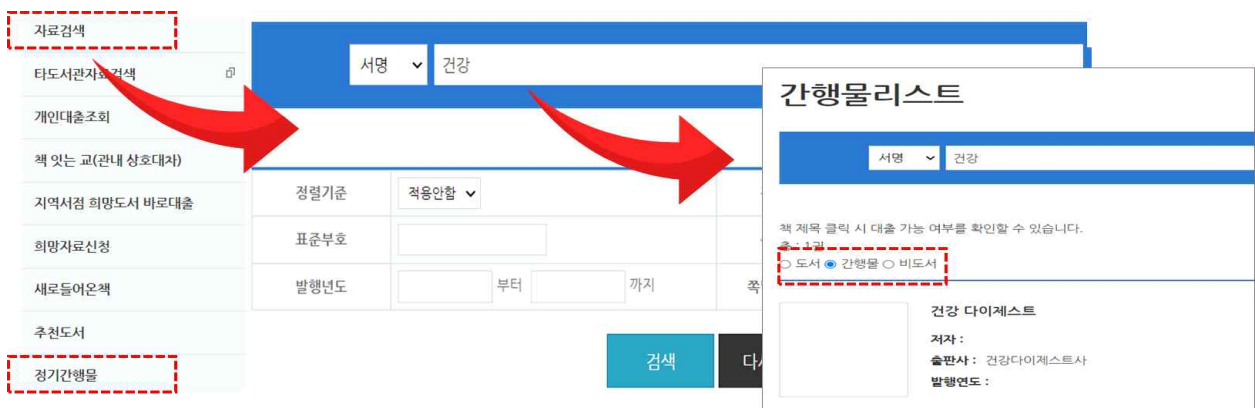 자료검색
타도서관자료검색
개인대출조회
책 잇는 교(관내 상호대차)
지역서점 희망도서 바로대출
희망자료신청
새로들어온책
추천도서
정기간행물
서명 건강
정렬기준 적용안함
표준부호
발행년도 부터 까지
검색
간행물리스트
서명 건강
책 제목 클릭 시 대출 가능 여부를 확인할 수 있습니다.
총 : 1권
도서 간행물 비도서
건강 다이제스트
저자 :
출판사 : 건강다이제스트사
발행연도 :